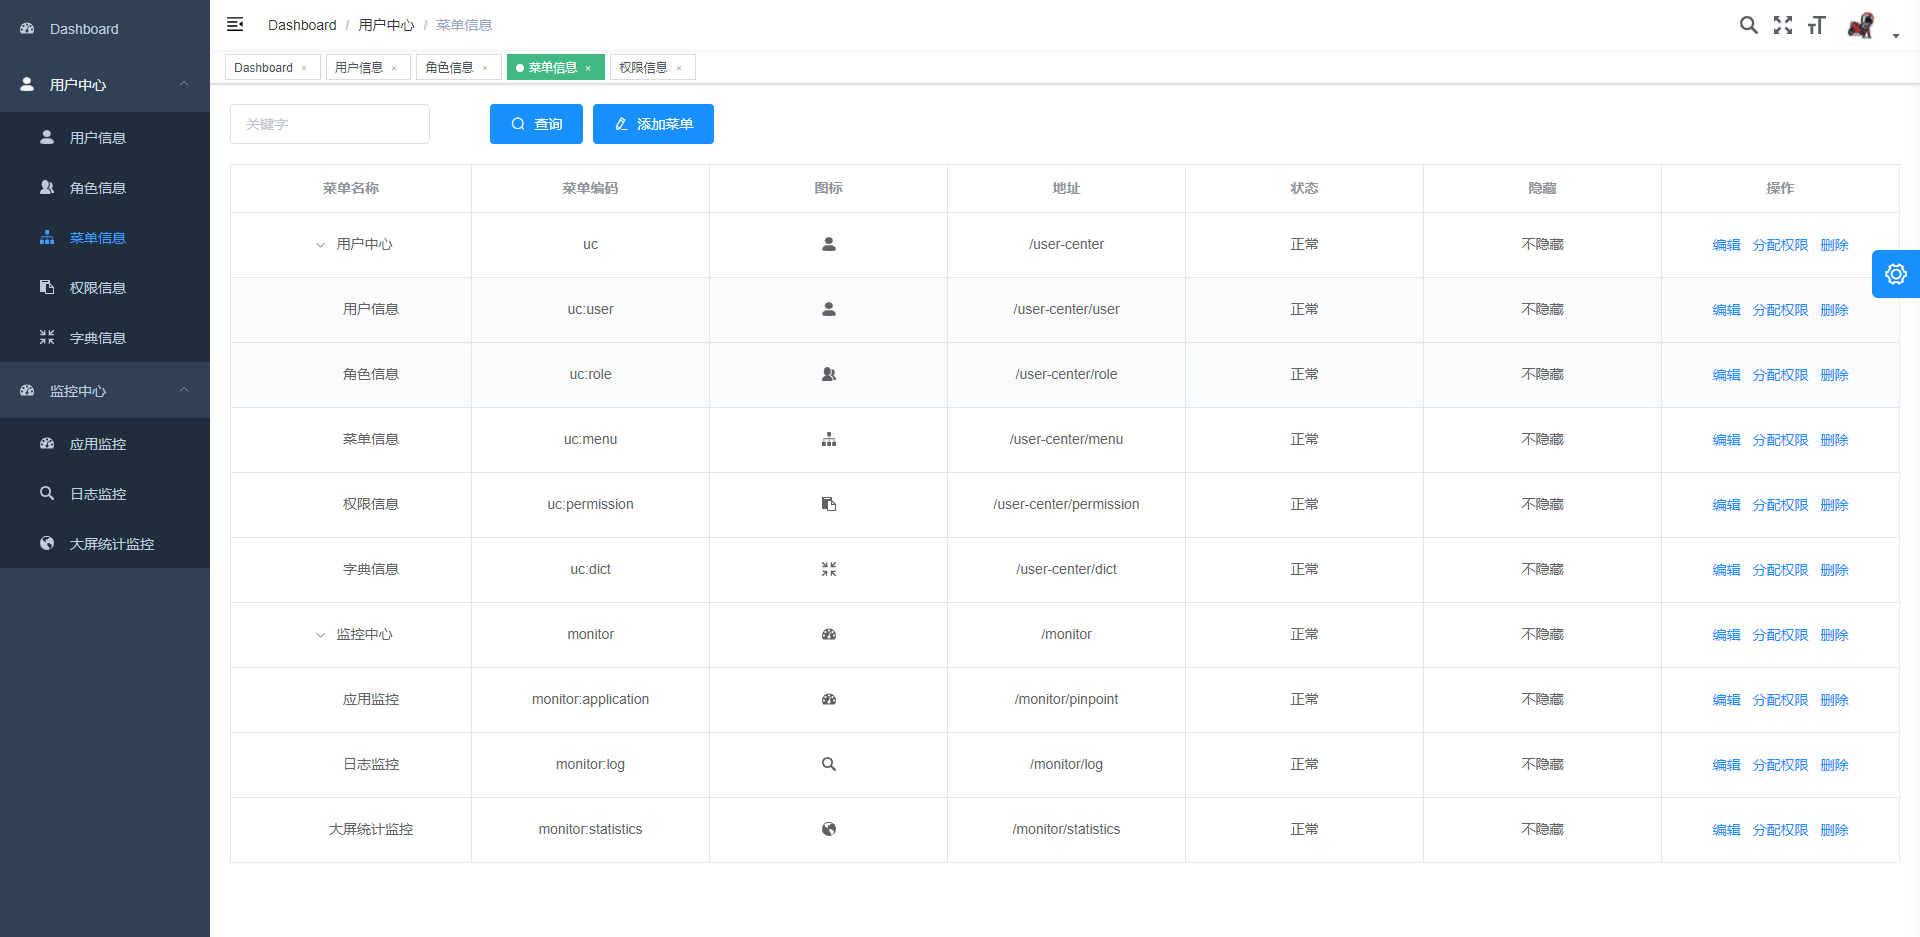 Dashboard
用户中心
用户信息
角色信息
菜单信息
权限信息
字典信息
监控中心
应用监控
日志监控
大屏统计监控
Dashboard / 用户中心 / 菜单信息
Dashboard × 用户信息 × 角色信息 × 菜单信息 × 权限信息 ×
关键字 查询 添加菜单
菜单名称 菜单编码 图标 地址 状态 隐藏 操作
用户中心 uc /user-center 正常 不隐藏 编辑 分配权限 删除
用户信息 uc:user /user-center/user 正常 不隐藏 编辑 分配权限 删除
角色信息 uc:role /user-center/role 正常 不隐藏 编辑 分配权限 删除
菜单信息 uc:menu /user-center/menu 正常 不隐藏 编辑 分配权限 删除
权限信息 uc:permission /user-center/permission 正常 不隐藏 编辑 分配权限 删除
字典信息 uc:dict /user-center/dict 正常 不隐藏 编辑 分配权限 删除
监控中心 monitor /monitor 正常 不隐藏 编辑 分配权限 删除
应用监控 monitor:application /monitor/pinpoint 正常 不隐藏 编辑 分配权限 删除
日志监控 monitor:log /monitor/log 正常 不隐藏 编辑 分配权限 删除
大屏统计监控 monitor:statistics /monitor/statistics 正常 不隐藏 编辑 分配权限 删除